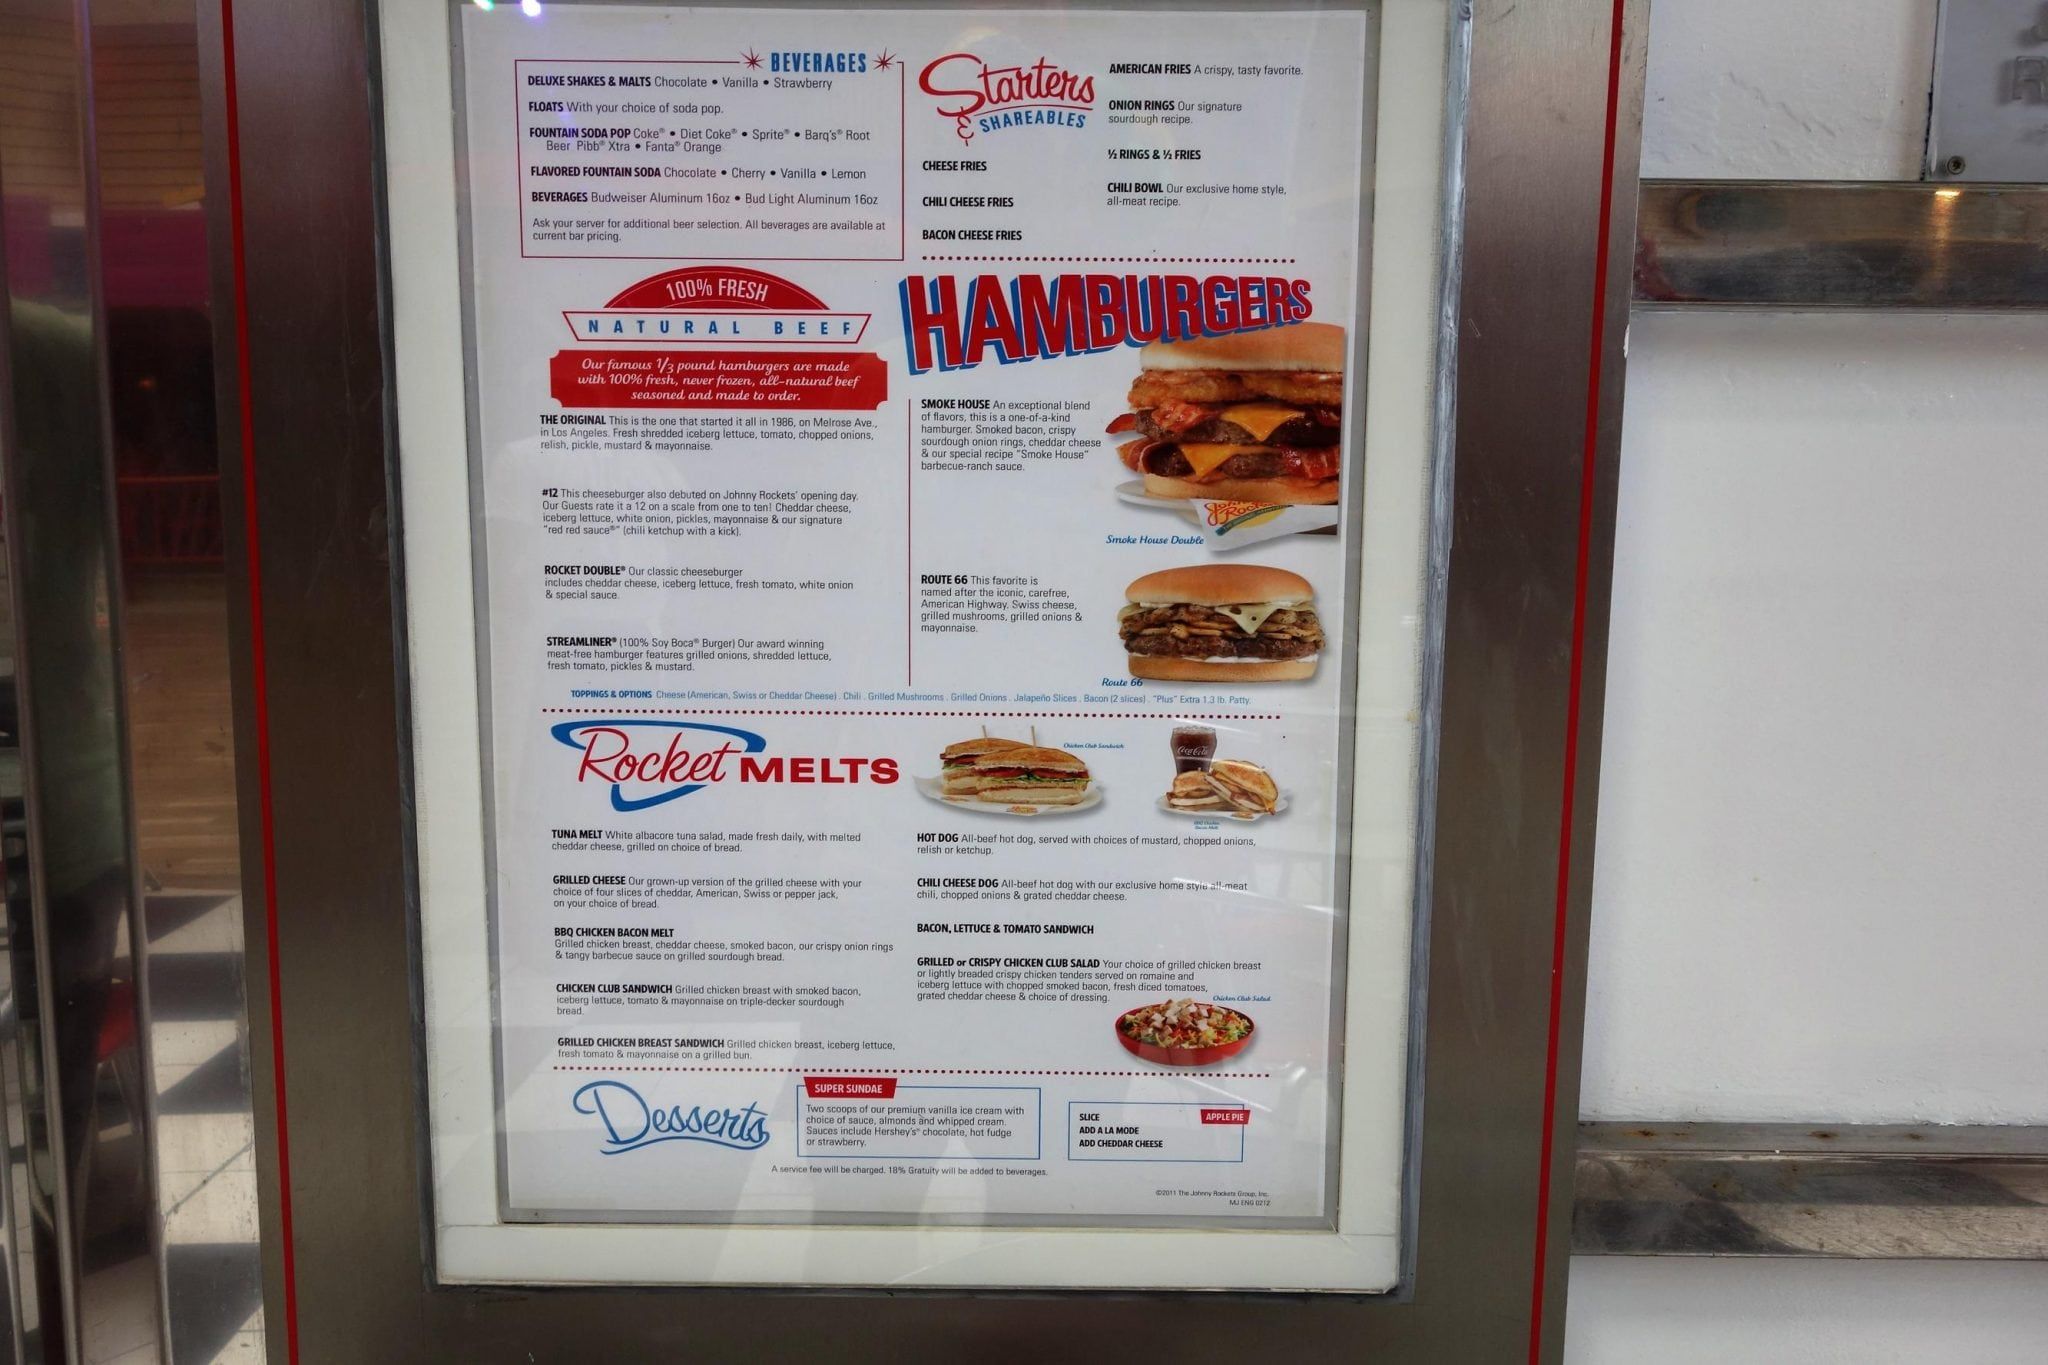 BEVERAGES
DELUXE SHAKES & MALTS Chocolate • Vanilla • Strawberry
FLOATS With your choice of soda pop.
FOUNTAIN SODA POP Coke® • Diet Coke® • Sprite® • Barq's® Root
Beer Pibb® Xtra • Fanta® Orange
FLAVORED FOUNTAIN SODA Chocolate • Cherry • Vanilla • Lemon
BEVERAGES Budweiser Aluminum 16oz • Bud Light Aluminum 16oz
Ask your server for additional beer selection. All beverages are available at
current bar pricing.
Starters
& SHAREABLES
CHEESE FRIES
CHILI CHEESE FRIES
BACON CHEESE FRIES
AMERICAN FRIES A crispy, tasty favorite.
ONION RINGS Our signature
sourdough recipe.
½ RINGS & ½ FRIES
CHILI BOWL Our exclusive home style,
all-meat recipe.
100% FRESH
NATURAL BEEF
Our famous 1/3 pound hamburgers are made
with 100% fresh, never frozen, all-natural beef
seasoned and made to order.
THE ORIGINAL This is the one that started it all in 1986, on Melrose Ave.,
in Los Angeles. Fresh shredded iceberg lettuce, tomato, chopped onions,
relish, pickle, mustard & mayonnaise.
#12 This cheeseburger also debuted on Johnny Rockets' opening day.
Our Guests rate it a 12 on a scale from one to ten! Cheddar cheese,
iceberg lettuce, white onion, pickles, mayonnaise & our signature
"red red sauce®" (chili ketchup with a kick).
ROCKET DOUBLE® Our classic cheeseburger
includes cheddar cheese, iceberg lettuce, fresh tomato, white onion
& special sauce.
STREAMLINER® (100% Soy Boca® Burger) Our award winning
meat-free hamburger features grilled onions, shredded lettuce,
fresh tomato, pickles & mustard.
HAMBURGERS
SMOKE HOUSE An exceptional blend
of flavors, this is a one-of-a-kind
hamburger. Smoked bacon, crispy
sourdough onion rings, cheddar cheese
& our special recipe "Smoke House"
barbecue-ranch sauce.
Smoke House Double
ROUTE 66 This favorite is
named after the iconic, carefree,
American Highway. Swiss cheese,
grilled mushrooms, grilled onions &
mayonnaise.
Route 66
TOPPINGS & OPTIONS Cheese (American, Swiss or Cheddar Cheese) . Chili . Grilled Mushrooms . Grilled Onions . Jalapeño Slices . Bacon (2 slices) . "Plus" Extra 1.3 lb. Patty.
Rocket MELTS
Chicken Club Sandwich
Coca-Cola
BBQ Chicken
Bacon Melt
TUNA MELT White albacore tuna salad, made fresh daily, with melted
cheddar cheese, grilled on choice of bread.
GRILLED CHEESE Our grown-up version of the grilled cheese with your
choice of four slices of cheddar, American, Swiss or pepper jack,
on your choice of bread.
BBQ CHICKEN BACON MELT
Grilled chicken breast, cheddar cheese, smoked bacon, our crispy onion rings
& tangy barbecue sauce on grilled sourdough bread.
CHICKEN CLUB SANDWICH Grilled chicken breast with smoked bacon,
iceberg lettuce, tomato & mayonnaise on triple-decker sourdough
bread.
GRILLED CHICKEN BREAST SANDWICH Grilled chicken breast, iceberg lettuce,
fresh tomato & mayonnaise on a grilled bun.
HOT DOG All-beef hot dog, served with choices of mustard, chopped onions,
relish or ketchup.
CHILI CHEESE DOG All-beef hot dog with our exclusive home style all-meat
chili, chopped onions & grated cheddar cheese.
BACON, LETTUCE & TOMATO SANDWICH
GRILLED or CRISPY CHICKEN CLUB SALAD Your choice of grilled chicken breast
or lightly breaded crispy chicken tenders served on romaine and
iceberg lettuce with chopped smoked bacon, fresh diced tomatoes,
grated cheddar cheese & choice of dressing.
Chicken Club Salad
Desserts
SUPER SUNDAE
Two scoops of our premium vanilla ice cream with
choice of sauce, almonds and whipped cream.
Sauces include Hershey's® chocolate, hot fudge
or strawberry.
APPLE PIE
SLICE
ADD A LA MODE
ADD CHEDDAR CHEESE
A service fee will be charged. 18% Gratuity will be added to beverages.
©2011 The Johnny Rockets Group, Inc.
MJ ENG 0212